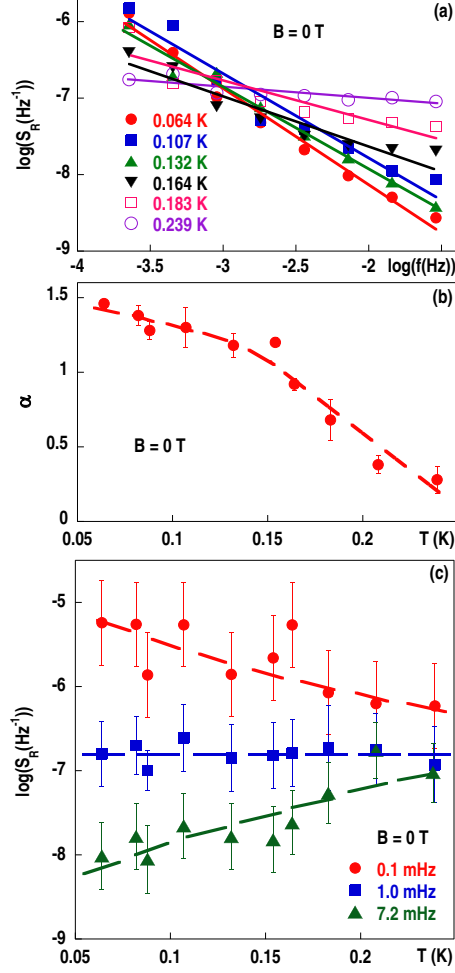 (a)
B = 0 T
log(S_R(Hz⁻¹))
-6
-7
-8
-9
0.064 K
0.107 K
0.132 K
0.164 K
0.183 K
0.239 K
-4 -3.5 -3 -2.5 -2 log(f(Hz))
(b)
α
1.5
1
0.5
0
B = 0 T
0.05 0.1 0.15 0.2 T (K)
(c)
log(S_R(Hz⁻¹))
-5
-6
-7
-8
-9
B = 0 T
0.1 mHz
1.0 mHz
7.2 mHz
0.05 0.1 0.15 0.2 T (K)